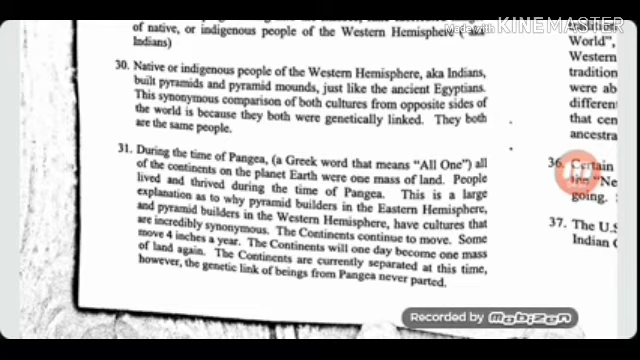 of native, or indigenous people of the Western Hemisphere ( aka
Indians)
30. Native or indigenous people of the Western Hemisphere, aka Indians,
built pyramids and pyramid mounds, just like the ancient Egyptians.
This synonymous comparison of both cultures from opposite sides of
the world is because they both were genetically linked. They both
are the same people.
31. During the time of Pangea, (a Greek word that means “All One”) all
of the continents on the planet Earth were one mass of land. People
lived and thrived during the time of Pangea. This is a large
explanation as to why pyramid builders in the Eastern Hemisphere,
and pyramid builders in the Western Hemisphere, have cultures that
are incredibly synonymous. The Continents continue to move. Some
move 4 inches a year. The Continents will one day become one mass
of land again. The Continents are currently separated at this time,
however, the genetic link of beings from Pangea never parted.
World”,
Western
tradition
were ab
different
that cen
ancestra
36. Certain
the “Ne
going.
37. The U.S
Indian
Made with KINEMASTER
Recorded by Mobizen